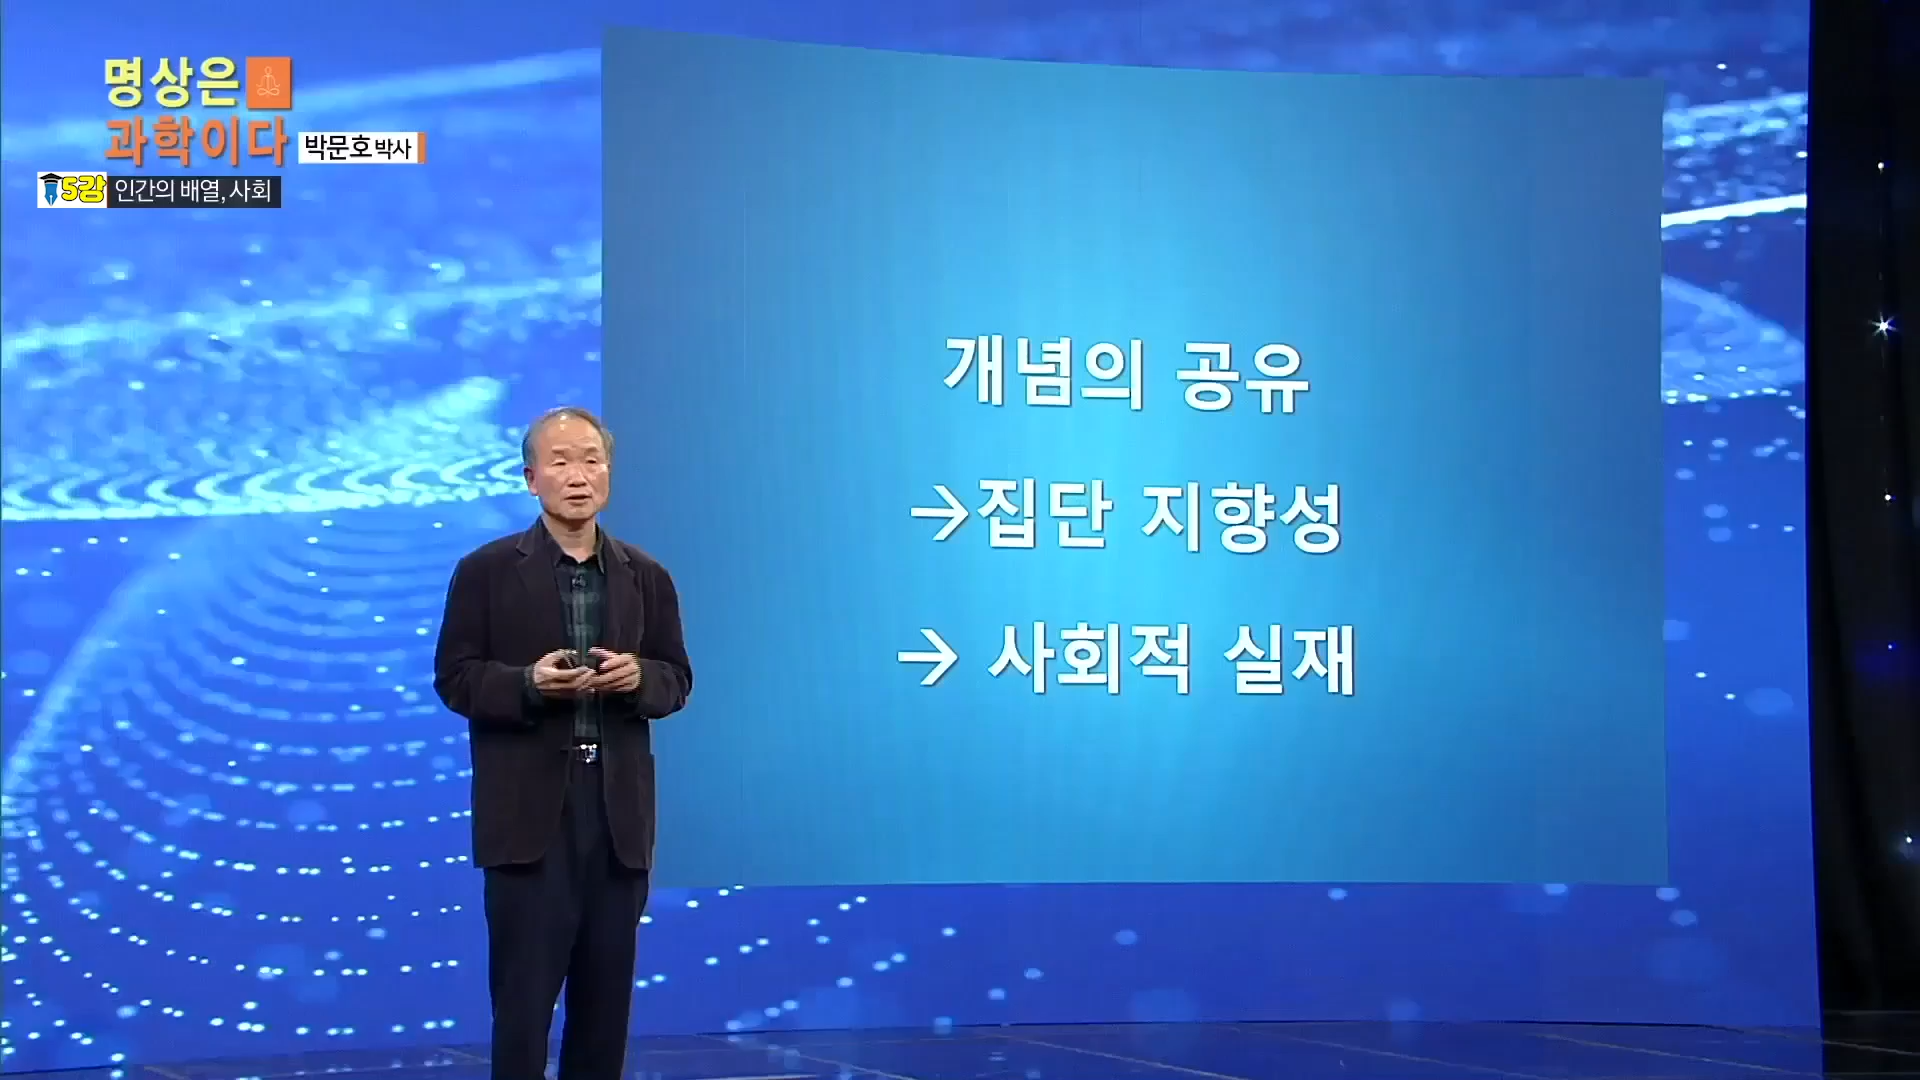 명상은
과학이다 박문호 박사
5강 인간의 배열, 사회
개념의 공유
→집단 지향성
→ 사회적 실재